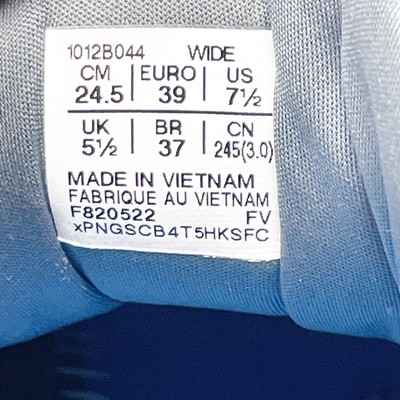 1012B044 WIDE
CM EURO US
24.5 39 7½
UK BR CN
5½ 37 245(3.0)
MADE IN VIETNAM
FABRIQUE AU VIETNAM
F820522 FV
xPNGSCB4T5HKSFC